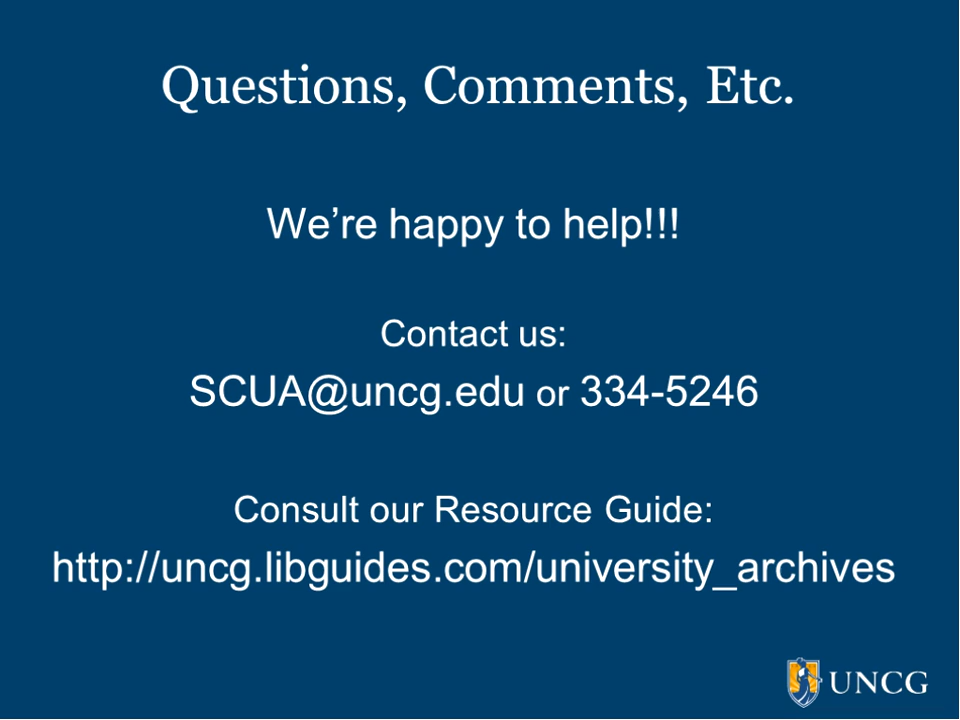 Questions, Comments, Etc.
We’re happy to help!!!
Contact us:
SCUA@uncg.edu or 334-5246
Consult our Resource Guide:
http://uncg.libguides.com/university_archives
UNCG